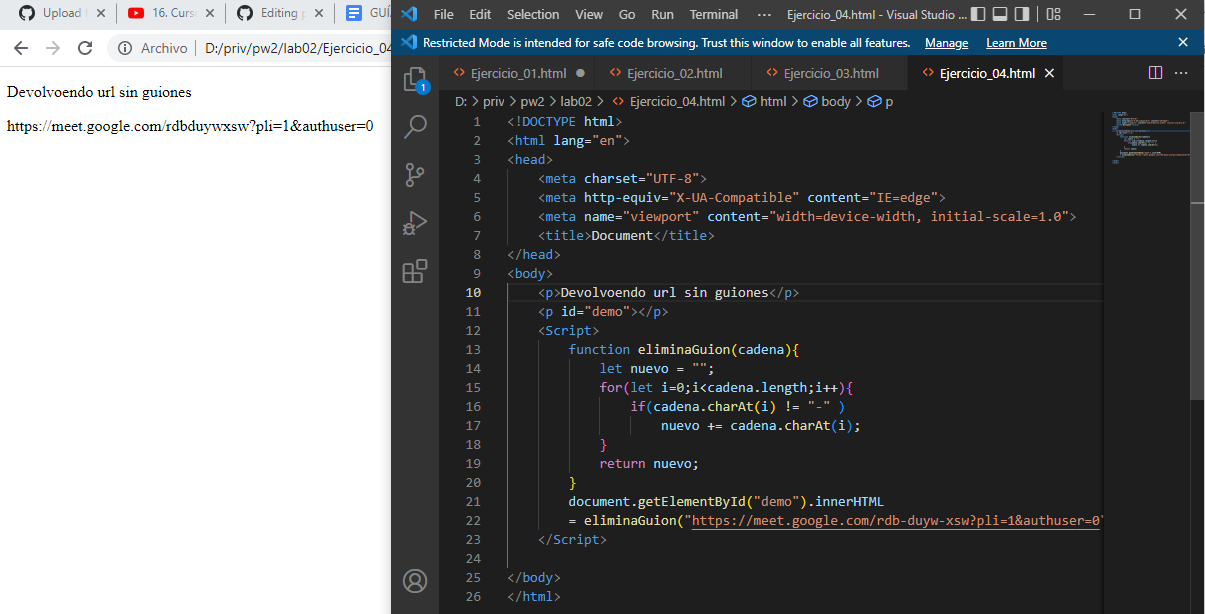 Upload
16. Curs
Editing
GUÍ
Archivo
D:/priv/pw2/lab02/Ejercicio_04
Devolvoendo url sin guiones
https://meet.google.com/rdbduywxsw?pli=1&authuser=0
File Edit Selection View Go Run Terminal ··· Ejercicio_04.html - Visual Studio ...
Restricted Mode is intended for safe code browsing. Trust this window to enable all features. Manage Learn More
1
Ejercicio_01.html Ejercicio_02.html Ejercicio_03.html Ejercicio_04.html
D: > priv > pw2 > lab02 > Ejercicio_04.html > html > body > p
1 <!DOCTYPE html>
2 <html lang="en">
3 <head>
4 <meta charset="UTF-8">
5 <meta http-equiv="X-UA-Compatible" content="IE=edge">
6 <meta name="viewport" content="width=device-width, initial-scale=1.0">
7 <title>Document</title>
8 </head>
9 <body>
10 <p>Devolvoendo url sin guiones</p>
11 <p id="demo"></p>
12 <Script>
13 function eliminaGuion(cadena){
14 let nuevo = "";
15 for(let i=0;i<cadena.length;i++){
16 if(cadena.charAt(i) != "-" )
17 nuevo += cadena.charAt(i);
18 }
19 return nuevo;
20 }
21 document.getElementById("demo").innerHTML
22 = eliminaGuion("https://meet.google.com/rdb-duyw-xsw?pli=1&authuser=0"
23 </Script>
24
25 </body>
26 </html>